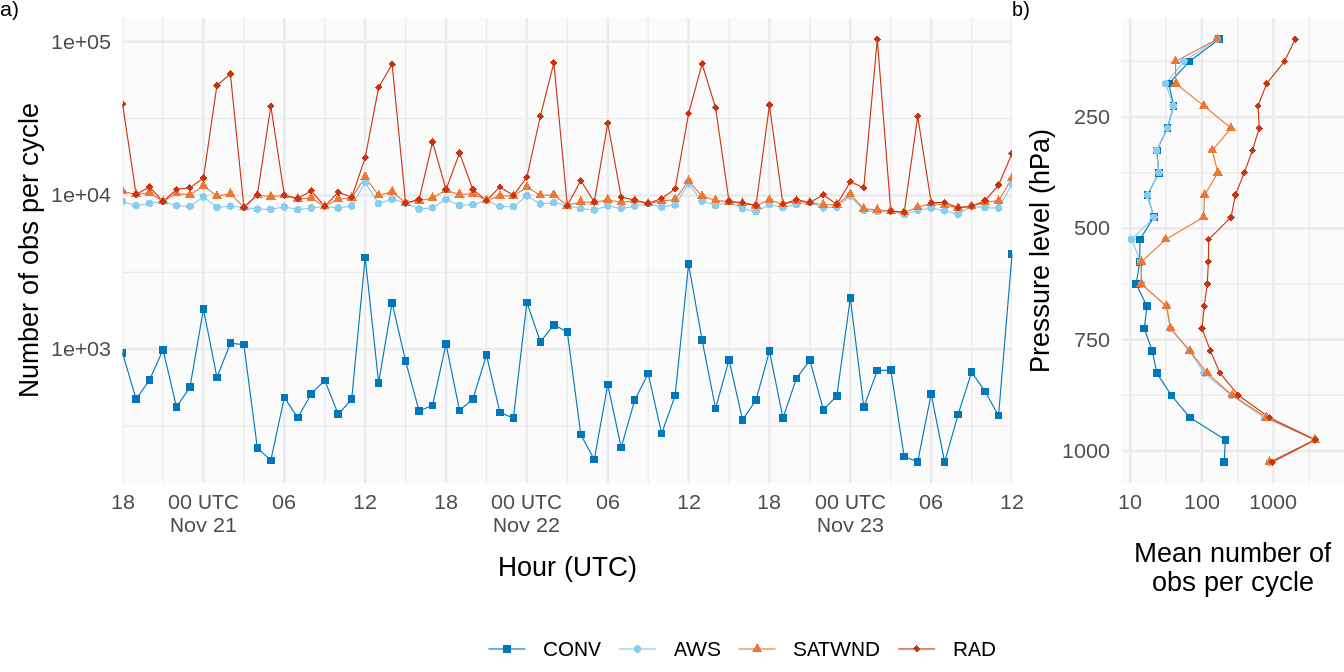 a)
Number of obs per cycle
1e+05
1e+04
1e+03
18 00 UTC 06 12 18 00 UTC 06 12 18 00 UTC 06 12
Nov 21 Nov 22 Nov 23
Hour (UTC)
b)
Pressure level (hPa)
250
500
750
1000
10 100 1000
Mean number of
obs per cycle
CONV AWS SATWND RAD